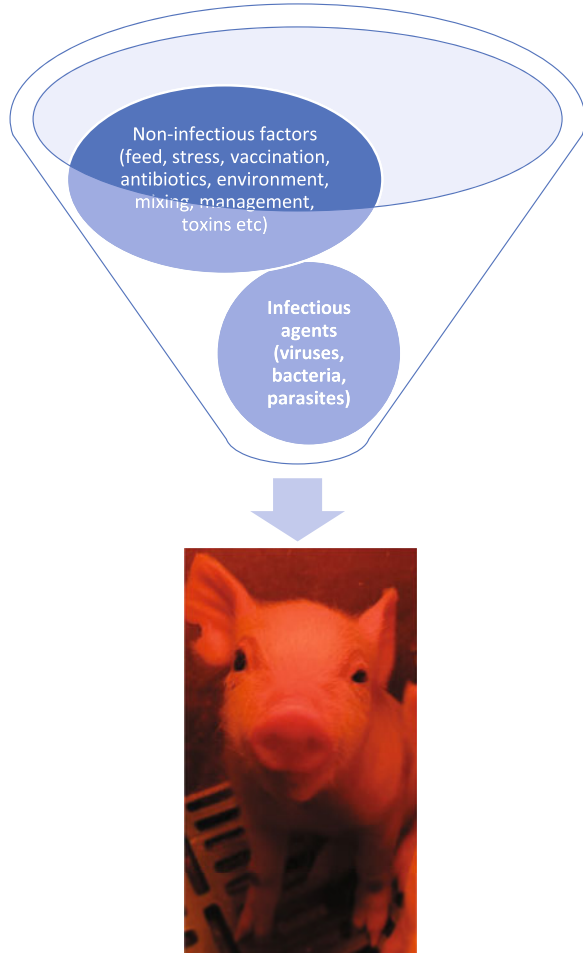 Non-infectious factors
(feed, stress, vaccination,
antibiotics, environment,
mixing, management,
toxins etc)
Infectious
agents
(viruses,
bacteria,
parasites)